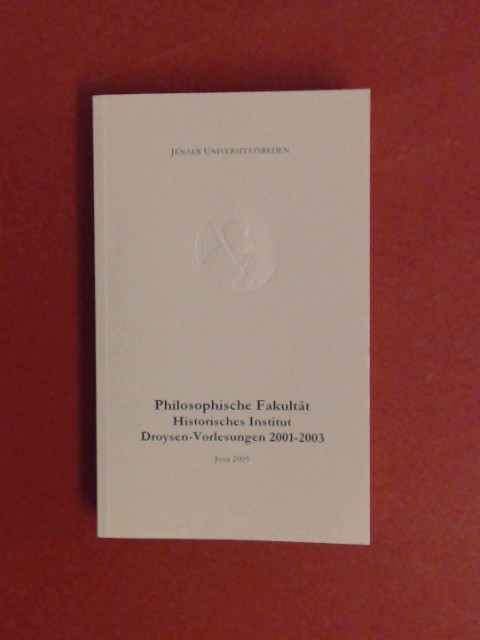 Jenaer Universitätsreden
Philosophische Fakultät
Historisches Institut
Droysen-Vorlesungen 2001-2003
Jena 2005